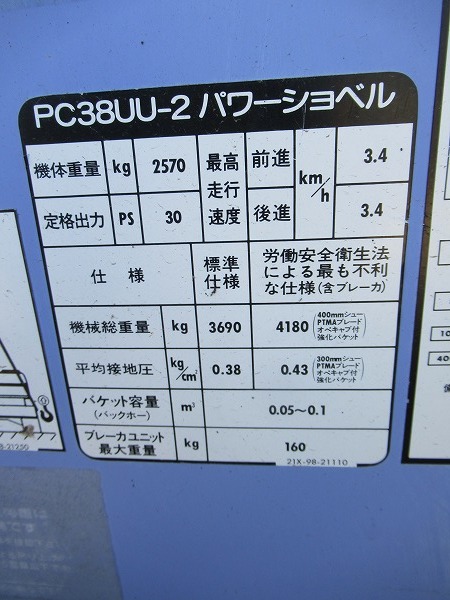 PC38UU-2 パワーショベル
機体重量 kg 2570 最高走行速度 前進 km/h 3.4
定格出力 PS 30 後進 3.4
仕様 標準仕様 労働安全衛生法による最も不利な仕様(含ブレーカ)
機械総重量 kg 3690 4180 (400mmシュー PTMAブレード オペキャブ付 強化バケット)
平均接地圧 kg/cm² 0.38 0.43 (300mmシュー PTMAブレード オペキャブ付 強化バケット)
バケット容量(バックホー) m³ 0.05〜0.1
ブレーカユニット最大重量 kg 160
21X-98-21110
8-21250